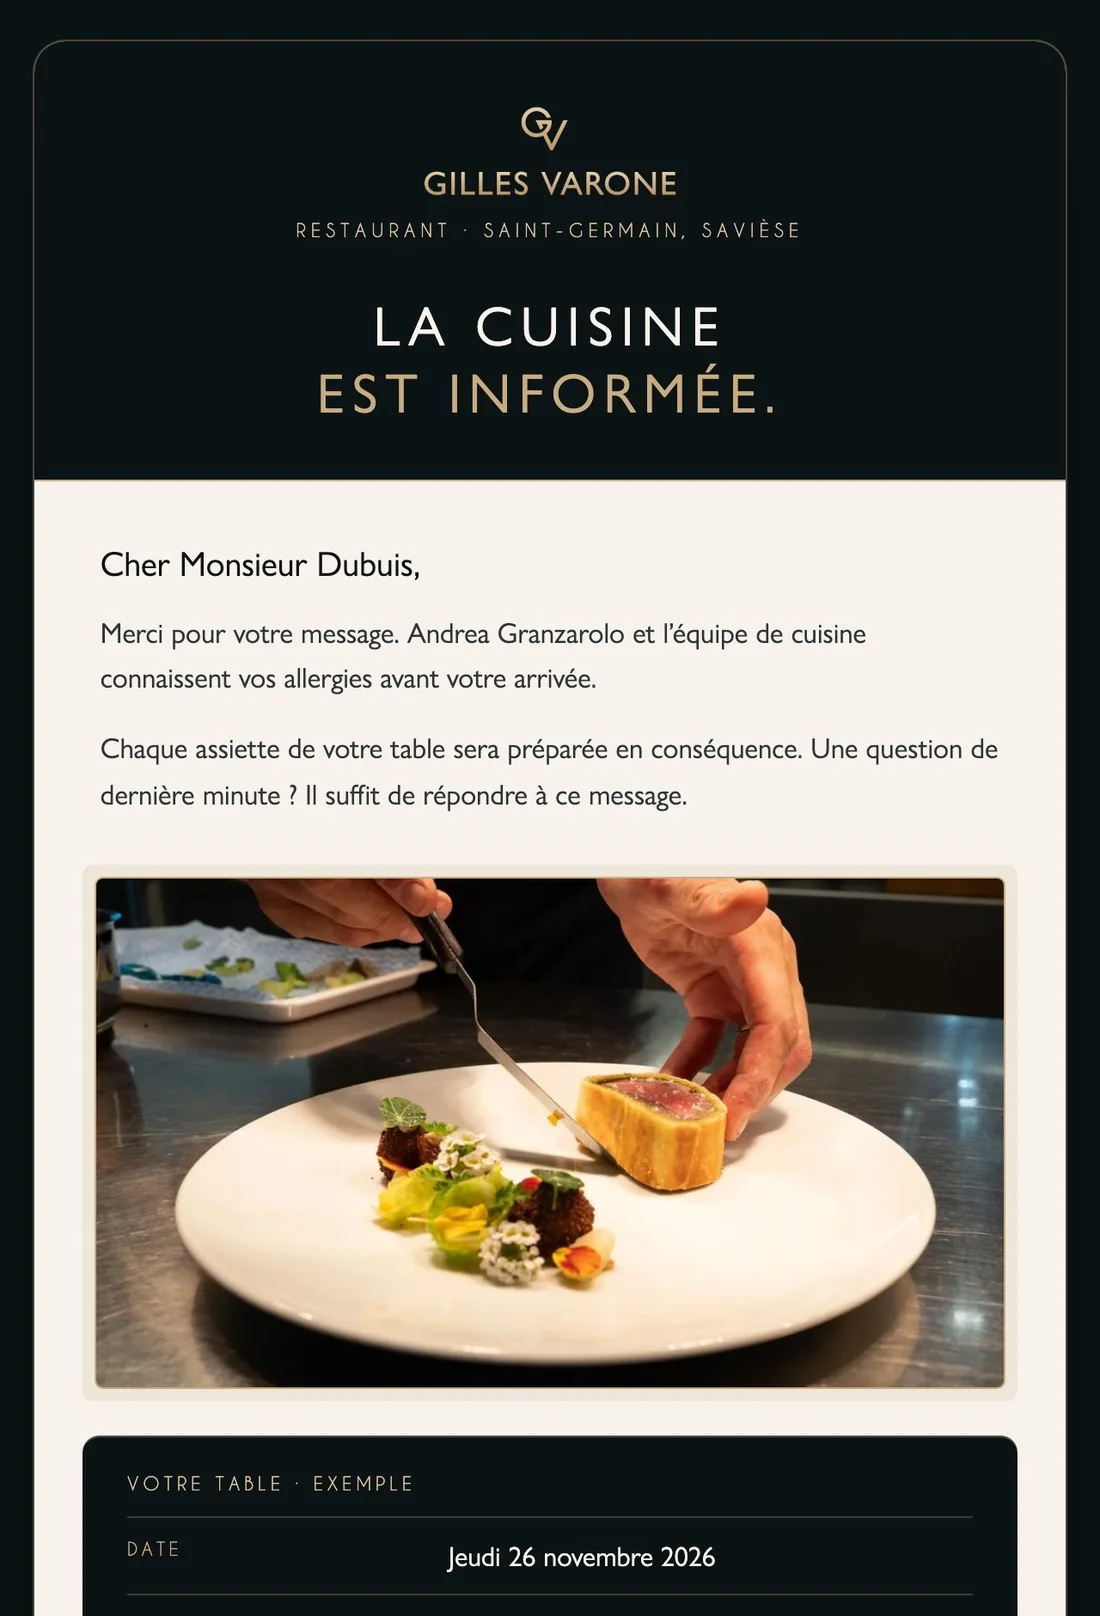 GV
GILLES VARONE
RESTAURANT · SAINT-GERMAIN, SAVIÈSE
LA CUISINE
EST INFORMÉE.
Cher Monsieur Dubuis,
Merci pour votre message. Andrea Granzarolo et l’équipe de cuisine
connaissent vos allergies avant votre arrivée.
Chaque assiette de votre table sera préparée en conséquence. Une question de
dernière minute ? Il suffit de répondre à ce message.
VOTRE TABLE · EXEMPLE
DATE
Jeudi 26 novembre 2026